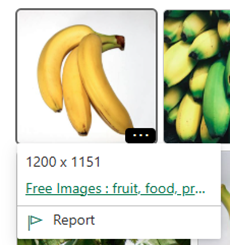 1200 x 1151
Free Images : fruit, food, pr...
Report